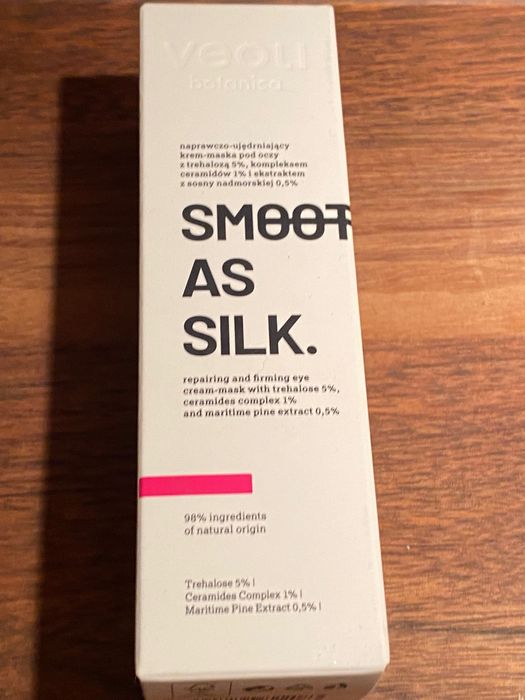 veoli
botanica
naprawczo-ujędrniający
krem-maska pod oczy
z trehalozą 5%, kompleksem
ceramidów 1% i ekstraktem
z sosny nadmorskiej 0,5%
SMOOT
AS
SILK.
repairing and firming eye
cream-mask with trehalose 5%,
ceramides complex 1%
and maritime pine extract 0,5%
98% ingredients
of natural origin
Trehalose 5% |
Ceramides Complex 1% |
Maritime Pine Extract 0,5% |